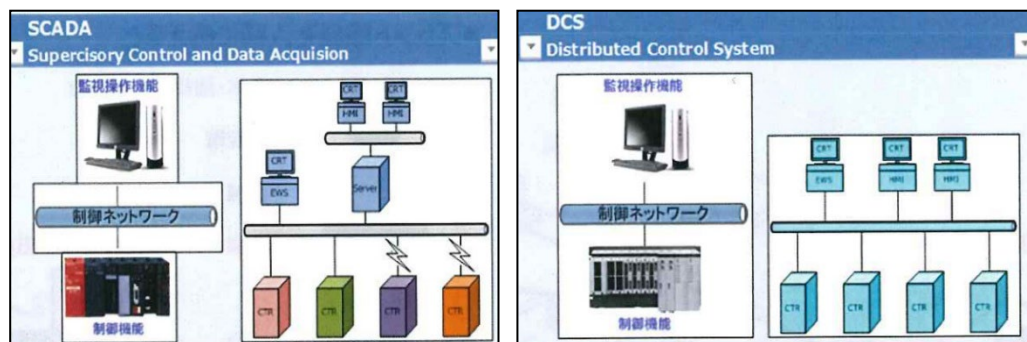 SCADA
Supercisory Control and Data Acquision
監視操作機能
制御ネットワーク
制御機能
CRT CRT
HMI HMI
CRT
EWS
Server
CTR CTR CTR CTR
DCS
Distributed Control System
監視操作機能
制御ネットワーク
制御機能
CRT CRT CRT
EWS HMI HMI
CTR CTR CTR CTR